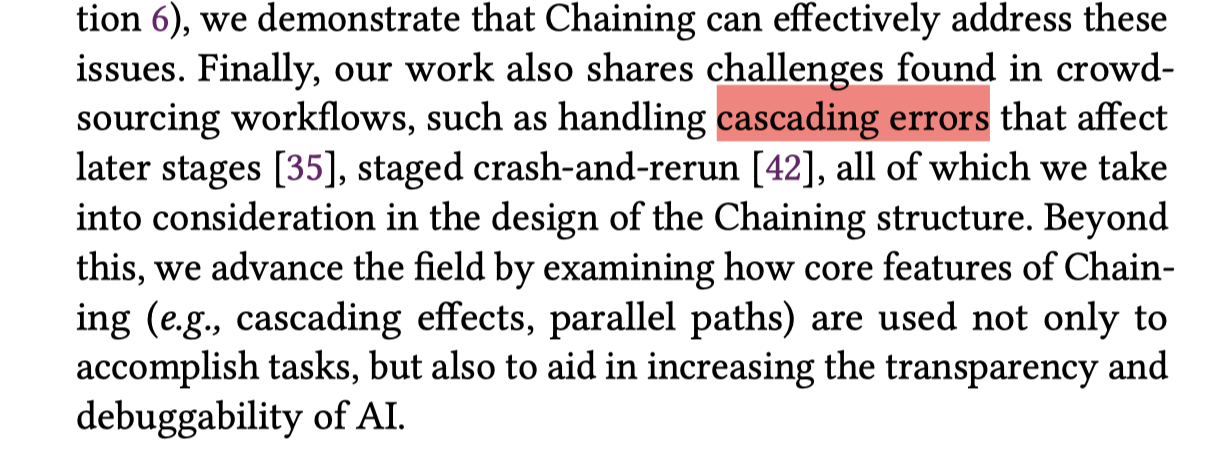 tion 6), we demonstrate that Chaining can effectively address these
issues. Finally, our work also shares challenges found in crowd-
sourcing workflows, such as handling cascading errors that affect
later stages [35], staged crash-and-rerun [42], all of which we take
into consideration in the design of the Chaining structure. Beyond
this, we advance the field by examining how core features of Chain-
ing (e.g., cascading effects, parallel paths) are used not only to
accomplish tasks, but also to aid in increasing the transparency and
debuggability of AI.